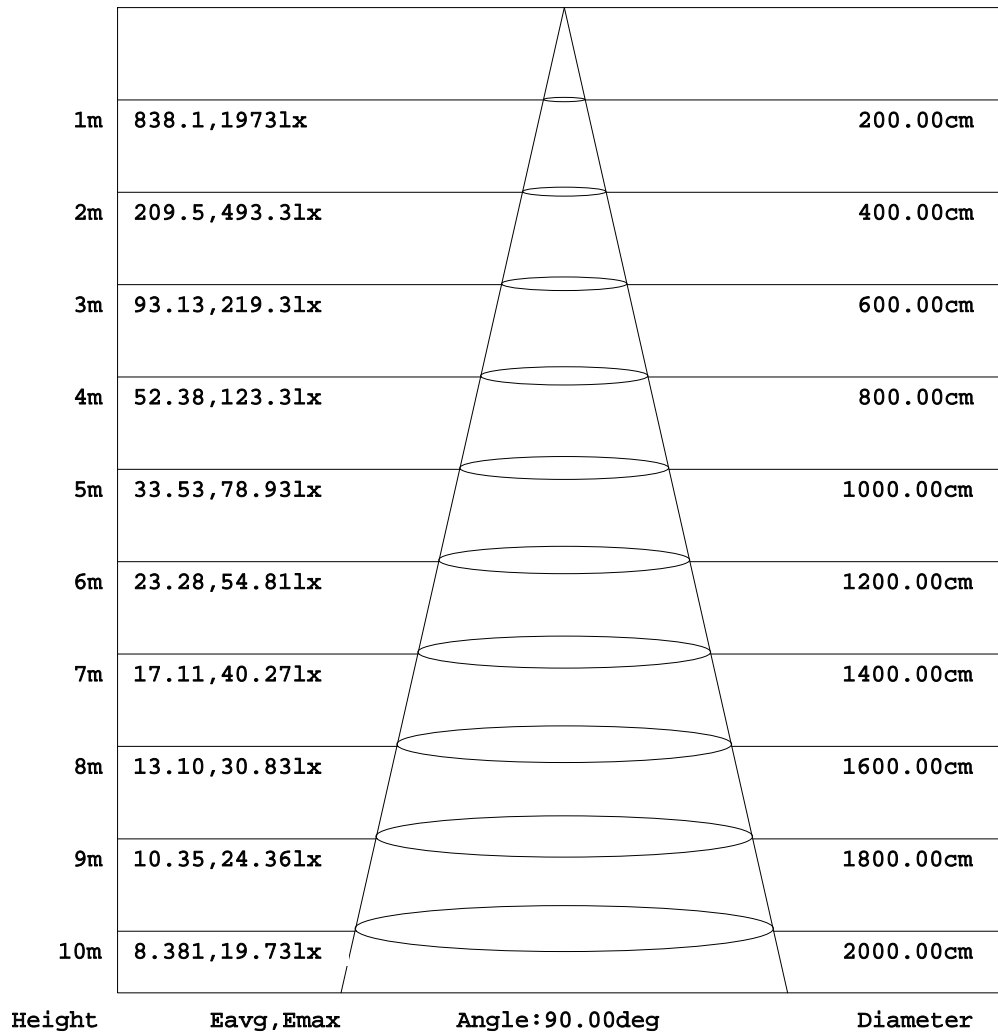 1m 838.1,1973lx 200.00cm
2m 209.5,493.3lx 400.00cm
3m 93.13,219.3lx 600.00cm
4m 52.38,123.3lx 800.00cm
5m 33.53,78.93lx 1000.00cm
6m 23.28,54.81lx 1200.00cm
7m 17.11,40.27lx 1400.00cm
8m 13.10,30.83lx 1600.00cm
9m 10.35,24.36lx 1800.00cm
10m 8.381,19.73lx 2000.00cm
Height Eavg,Emax Angle:90.00deg Diameter